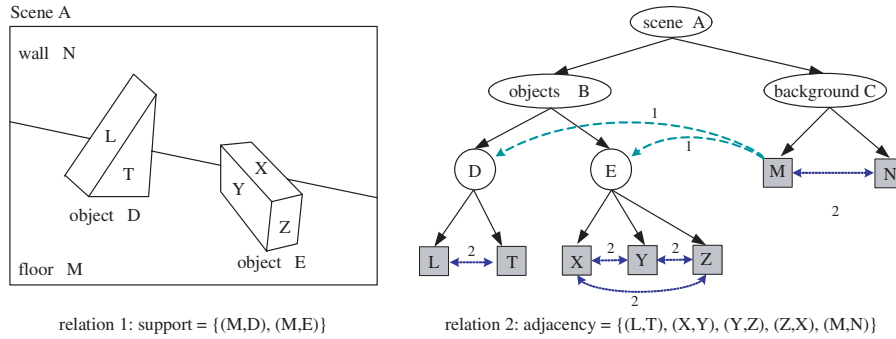 Scene A
wall N
L
T
object D
X
Y
Z
object E
floor M
relation 1: support = {(M,D), (M,E)}
scene A
objects B
background C
1
1
D
E
M
2
N
2
L
2
T
X
2
Y
2
Z
2
relation 2: adjacency = {(L,T), (X,Y), (Y,Z), (Z,X), (M,N)}